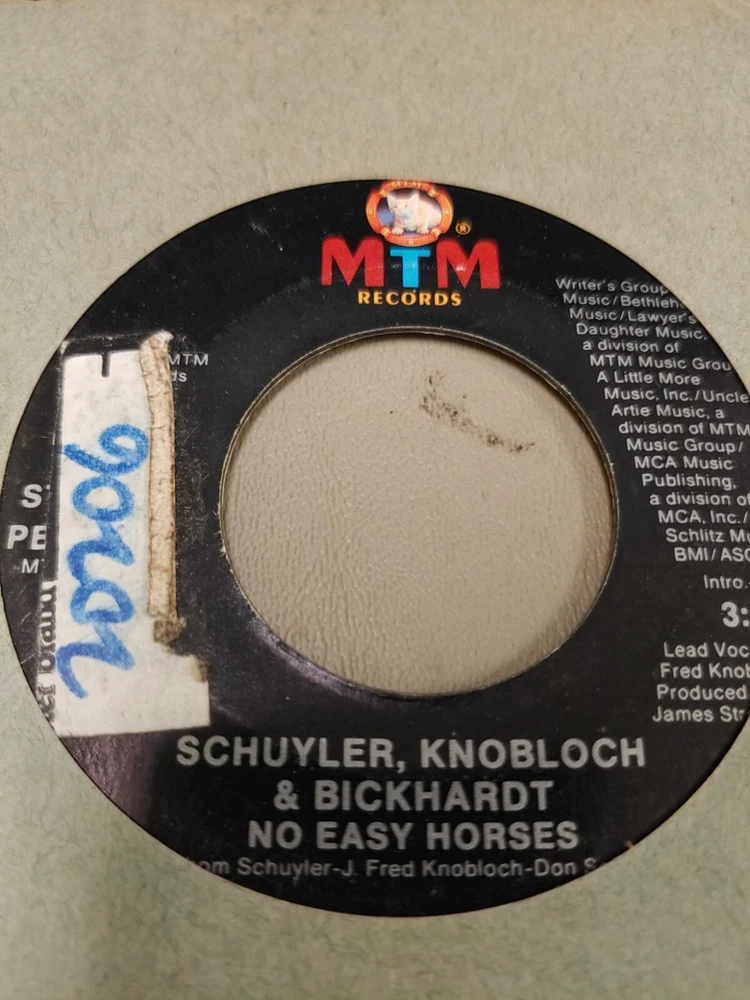 MTM
®
RECORDS
Writer's Group
Music/Bethleh
Music/Lawyer's
Daughter Music,
a division of
MTM Music Grou
A Little More
Music, Inc./Uncle
Artie Music, a
division of MTM
Music Group/
MCA Music
Publishing,
a division of
MCA, Inc./
Schlitz Mu
BMI/ASC
Intro.
3:
Lead Voc
Fred Knob
Produced
James Str
MTM
ds
S
PE
M
SCHUYLER, KNOBLOCH
& BICKHARDT
NO EASY HORSES
om Schuyler-J. Fred Knobloch-Don S